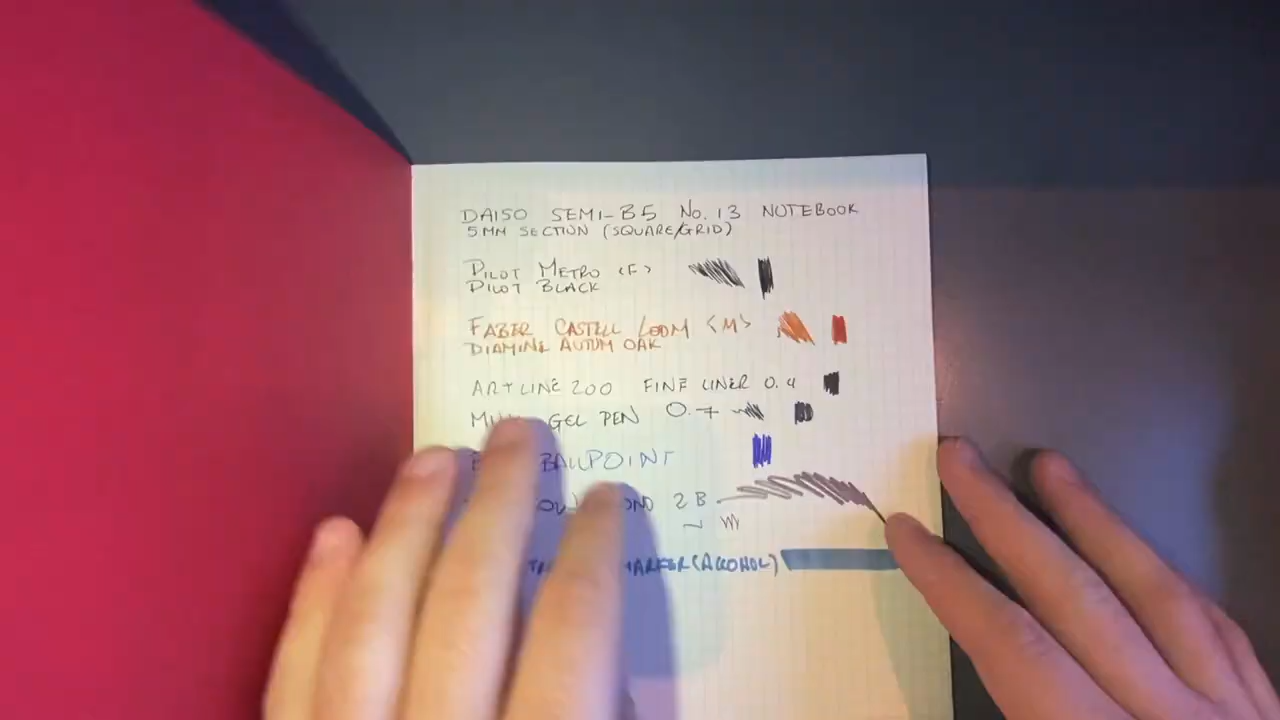 DAISO SEMI-B5 No. 13 NOTEBOOK
5MM SECTION (SQUARE/GRID)
PILOT METRO <F>
PILOT BLACK
FABER CASTELL LOOM <M>
DIAMINE AUTUM OAK
ARTLINE 200 FINE LINER 0.4
GEL PEN 0.7
BALLPOINT
2B
(ALCOHOL)